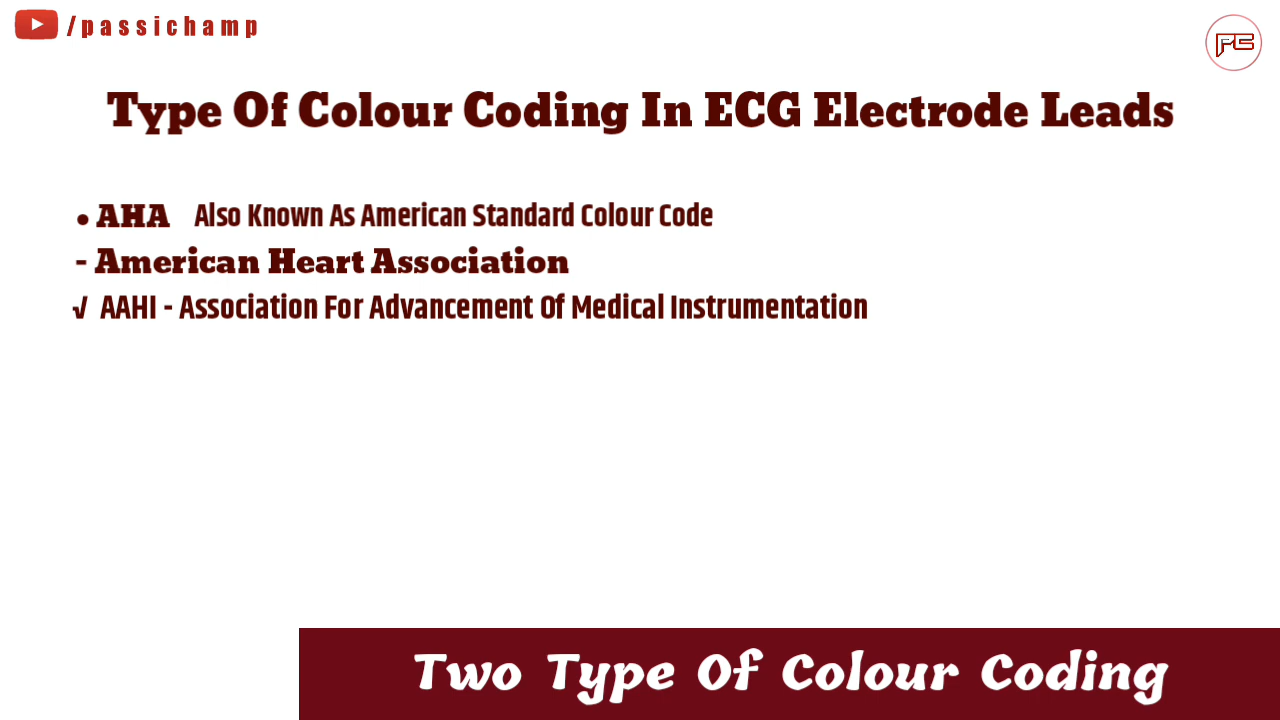 /passichamp
PC
Type Of Colour Coding In ECG Electrode Leads
• AHA Also Known As American Standard Colour Code
- American Heart Association
√ AAHI - Association For Advancement Of Medical Instrumentation
Two Type Of Colour Coding